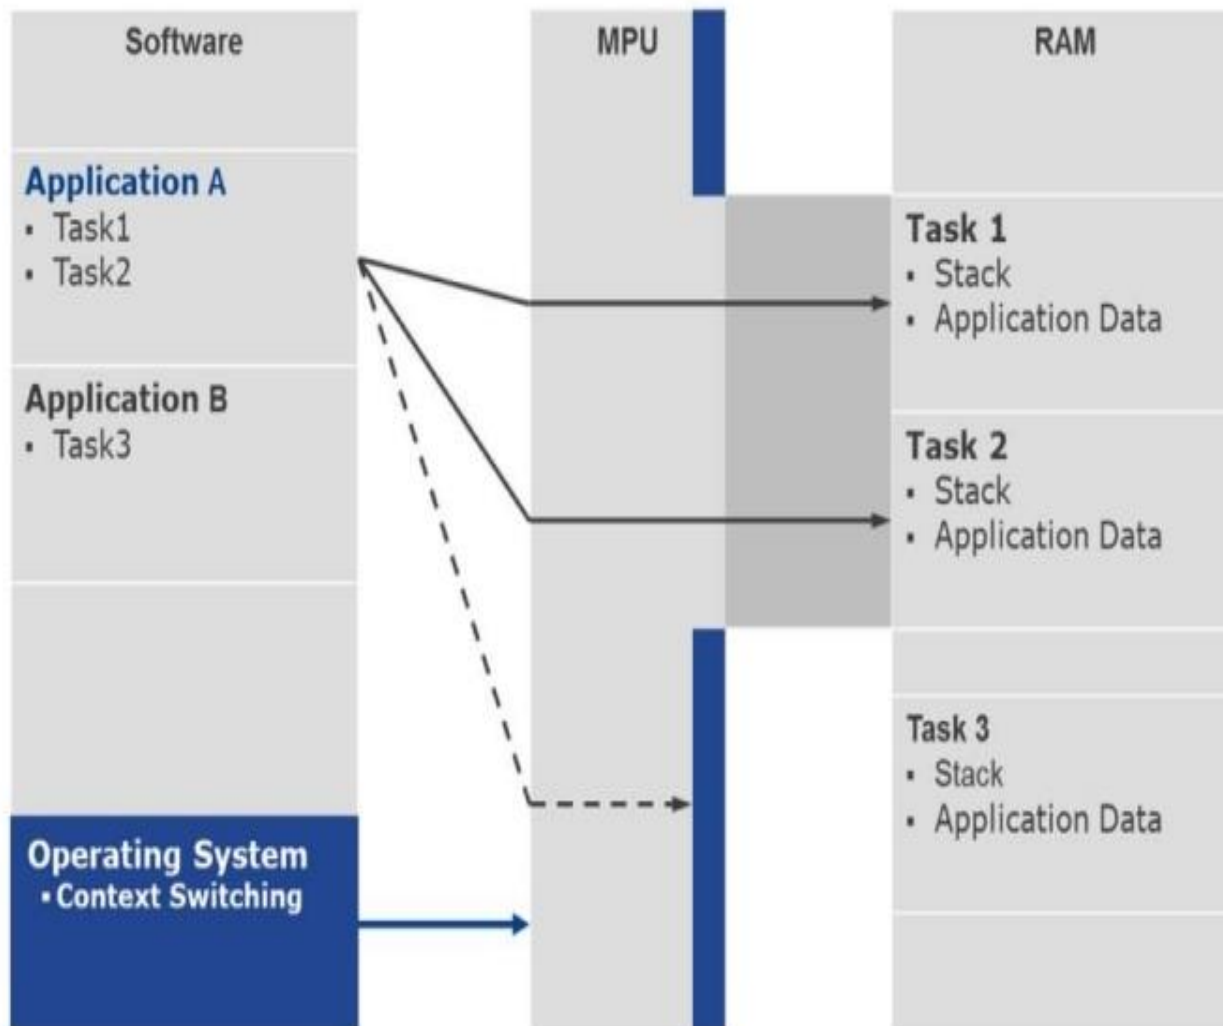 Software
MPU
RAM
Application A
▪ Task1
▪ Task2
Application B
▪ Task3
Operating System
▪ Context Switching
Task 1
▪ Stack
▪ Application Data
Task 2
▪ Stack
▪ Application Data
Task 3
▪ Stack
▪ Application Data